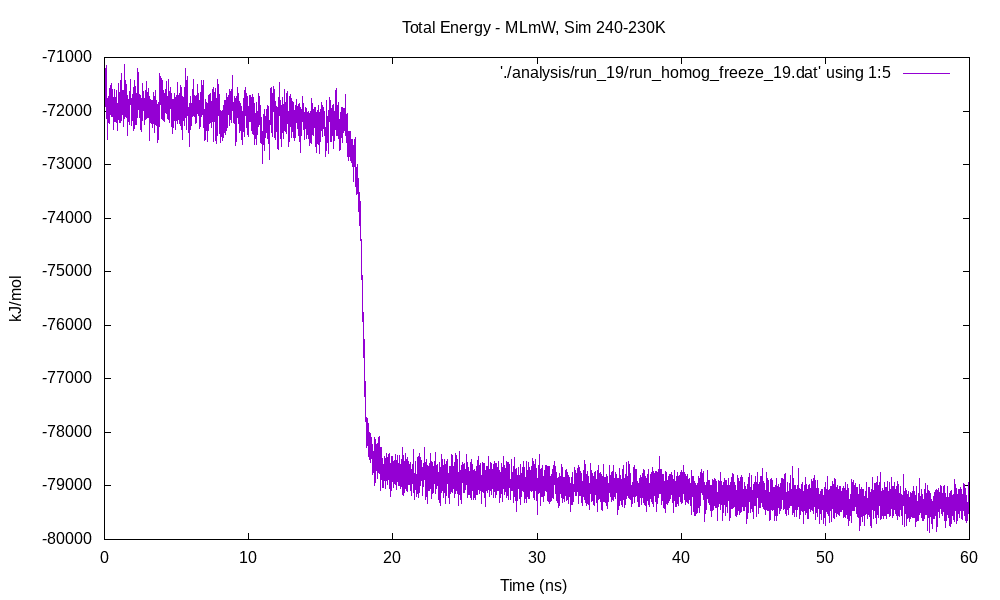 Total Energy - MLmW, Sim 240-230K
'./analysis/run_19/run_homog_freeze_19.dat' using 1:5
-71000
-72000
-73000
-74000
-75000
-76000
-77000
-78000
-79000
-80000
kJ/mol
0 10 20 30 40 50 60
Time (ns)